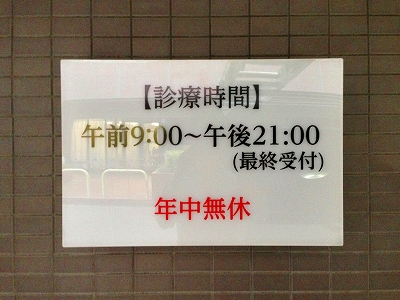 【診療時間】
午前9:00~午後21:00
(最終受付)
年中無休